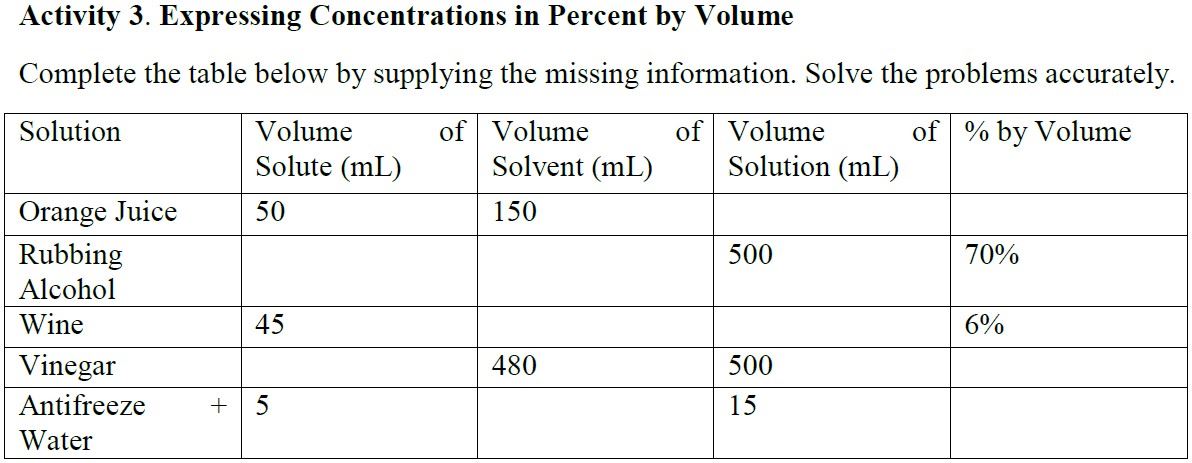 Activity 3. Expressing Concentrations in Percent by Volume
Complete the table below by supplying the missing information. Solve the problems accurately.
Solution Volume of Solute (mL) Volume of Solvent (mL) Volume of Solution (mL) % by Volume
Orange Juice 50 150
Rubbing Alcohol 500 70%
Wine 45 6%
Vinegar 480 500
Antifreeze + Water 5 15